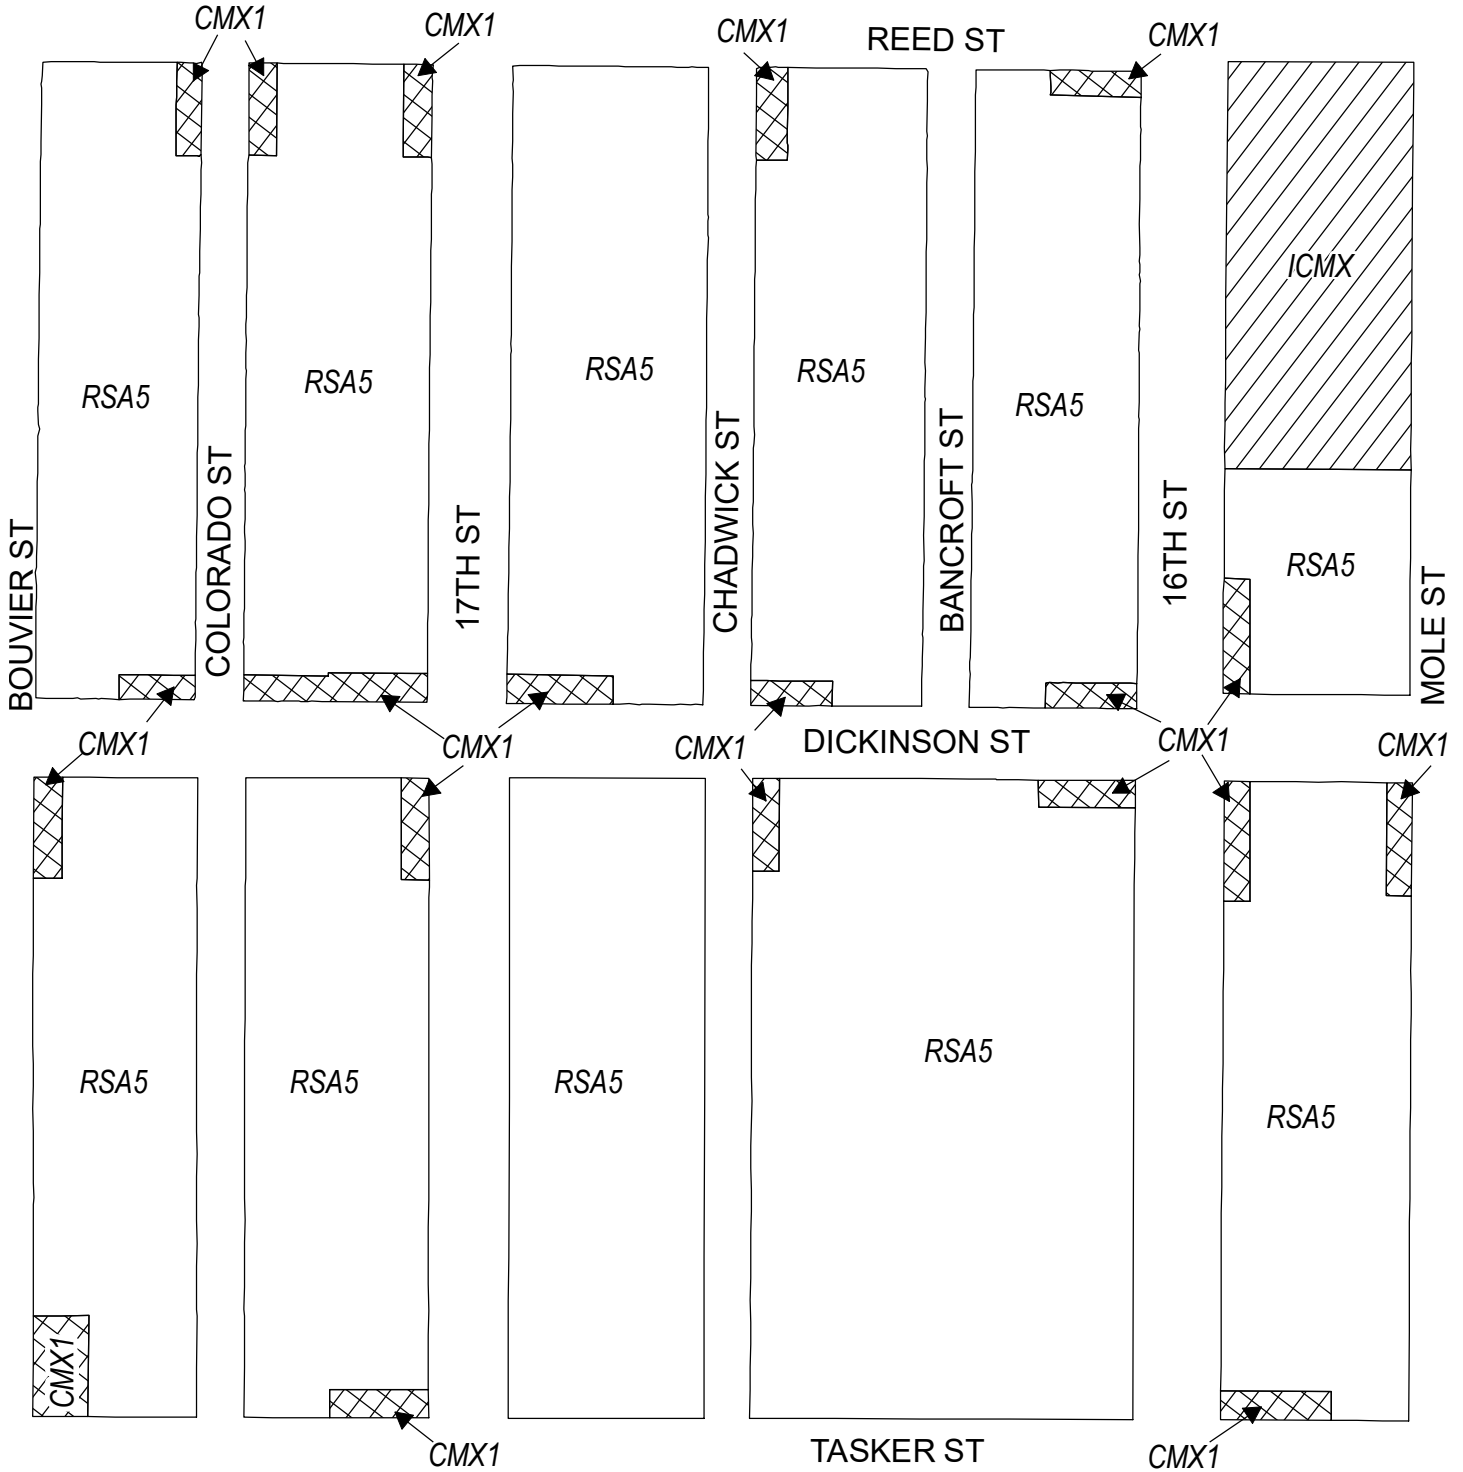 CMX1
CMX1
CMX1
REED ST
CMX1
ICMX
RSA5
RSA5
RSA5
RSA5
RSA5
RSA5
BOUVIER ST
COLORADO ST
17TH ST
CHADWICK ST
BANCROFT ST
16TH ST
MOLE ST
CMX1
CMX1
CMX1
DICKINSON ST
CMX1
CMX1
RSA5
RSA5
RSA5
RSA5
RSA5
CMX1
CMX1
TASKER ST
CMX1